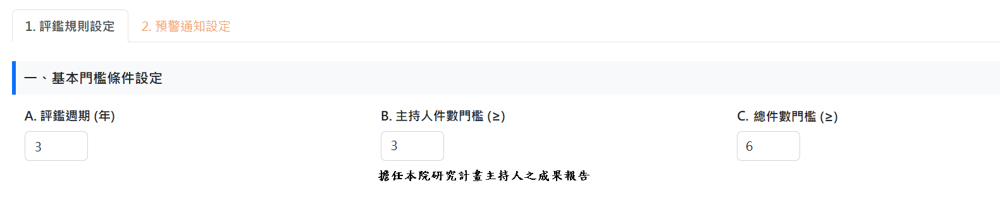 1. 評鑑規則設定
2. 預警通知設定
一、基本門檻條件設定
A. 評鑑週期 (年)
B. 主持人件數門檻 (≥)
C. 總件數門檻 (≥)
3
3
6
擔任本院研究計畫主持人之成果報告